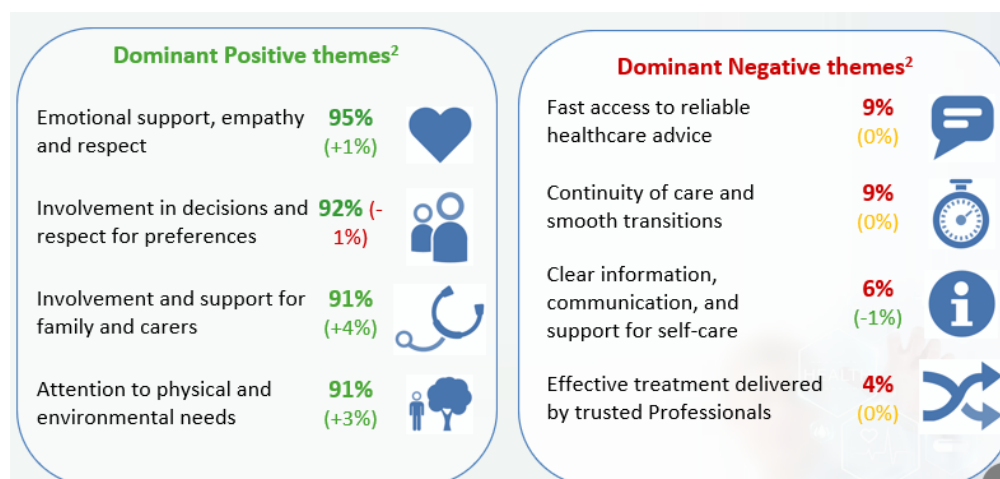 Dominant Positive themes²
Emotional support, empathy
and respect
95%
(+1%)
Involvement in decisions and
respect for preferences
92% (-
1%)
Involvement and support for
family and carers
91%
(+4%)
Attention to physical and
environmental needs
91%
(+3%)
Dominant Negative themes²
Fast access to reliable
healthcare advice
9%
(0%)
Continuity of care and
smooth transitions
9%
(0%)
Clear information,
communication, and
support for self-care
6%
(-1%)
Effective treatment delivered
by trusted Professionals
4%
(0%)